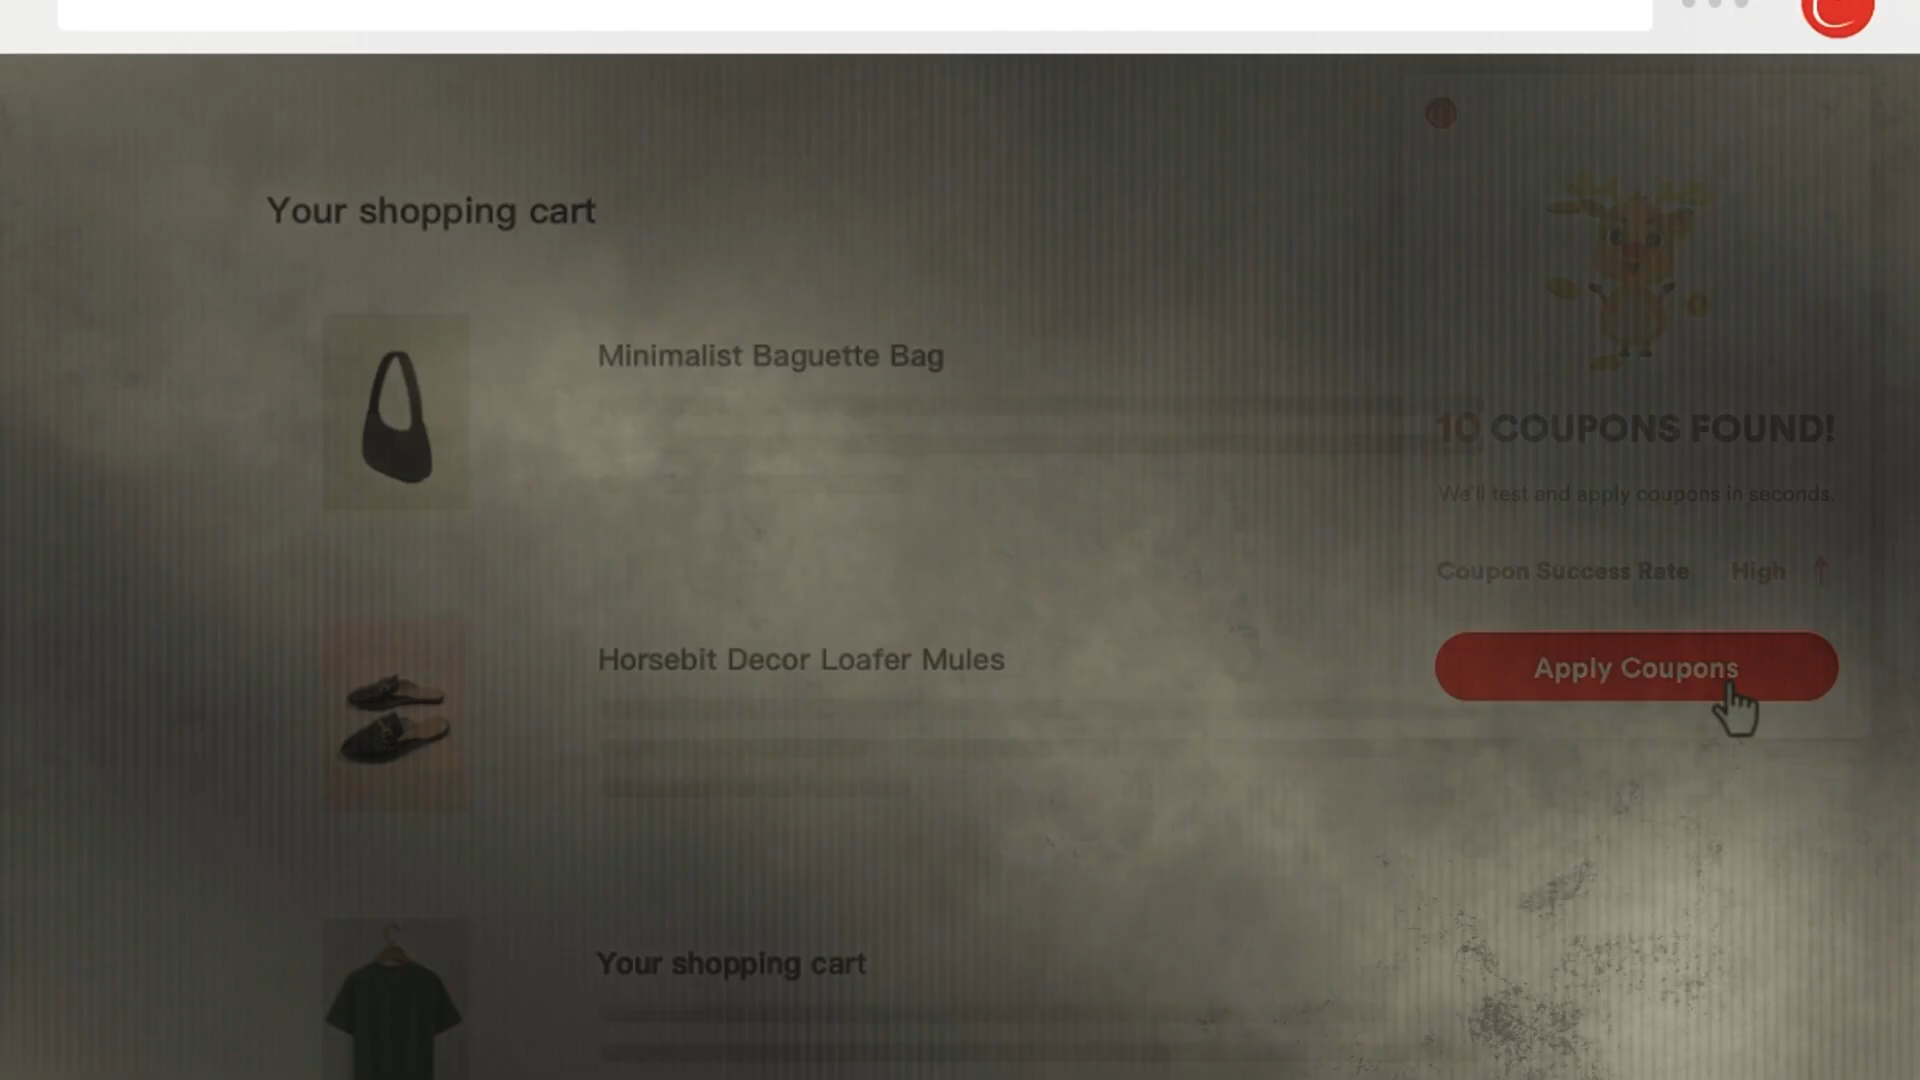 Your shopping cart
Minimalist Baguette Bag
10 COUPONS FOUND!
We'll test and apply coupons in seconds.
Coupon Success Rate High ↑
Horsebit Decor Loafer Mules
Apply Coupons
Your shopping cart